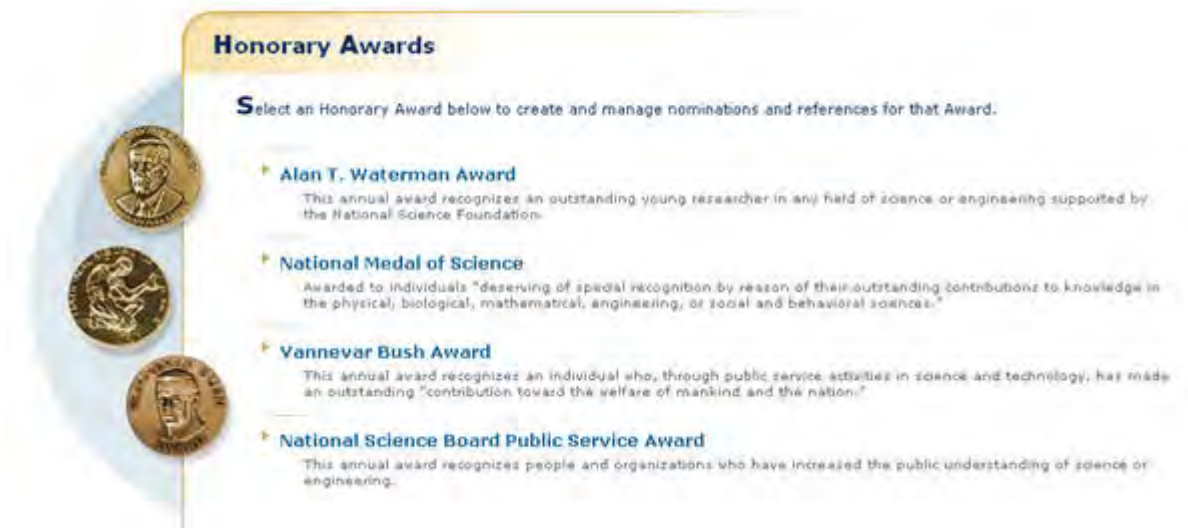 Honorary Awards
Select an Honorary Award below to create and manage nominations and references for that Award.
Alan T. Waterman Award
This annual award recognizes an outstanding young researcher in any field of science or engineering supported by
the National Science Foundation.
National Medal of Science
Awarded to individuals "deserving of special recognition by reason of their outstanding contributions to knowledge in
the physical, biological, mathematical, engineering, or social and behavioral sciences."
Vannevar Bush Award
This annual award recognizes an individual who, through public service activities in science and technology, has made
an outstanding "contribution toward the welfare of mankind and the nation."
National Science Board Public Service Award
This annual award recognizes people and organizations who have increased the public understanding of science or
engineering.